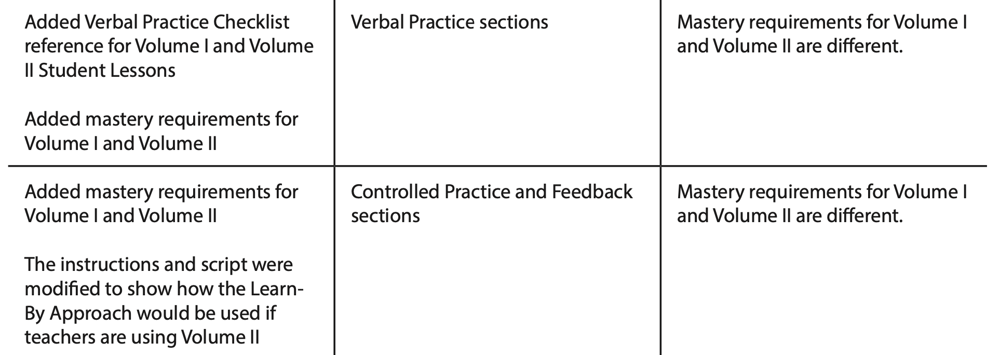 Added Verbal Practice Checklist
reference for Volume I and Volume
II Student Lessons
Added mastery requirements for
Volume I and Volume II
Verbal Practice sections
Mastery requirements for Volume I
and Volume II are different.
Added mastery requirements for
Volume I and Volume II
The instructions and script were
modified to show how the Learn-
By Approach would be used if
teachers are using Volume II
Controlled Practice and Feedback
sections
Mastery requirements for Volume I
and Volume II are different.